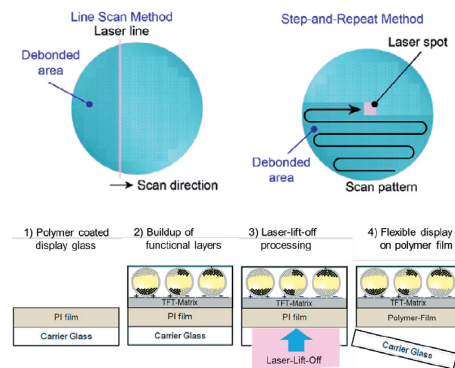 Line Scan Method
Laser line
Debonded
area
Scan direction
Step-and-Repeat Method
Laser spot
Debonded
area
Scan pattern
1) Polymer coated
display glass
PI film
Carrier Glass
2) Buildup of
functional layers
TFT-Matrix
PI film
Carrier Glass
3) Laser-lift-off
processing
TFT-Matrix
PI film
Laser-Lift-Off
4) Flexible display
on polymer film
TFT-Matrix
Polymer-Film
Carrier Glass